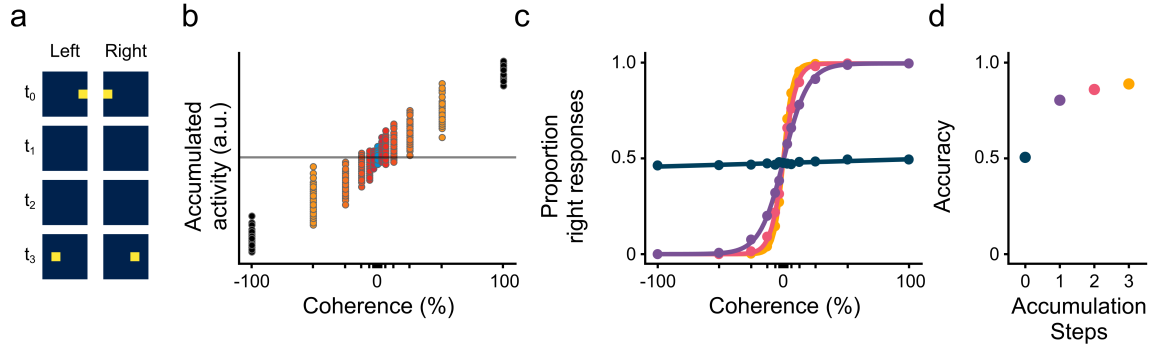 a
Left Right
t0
t1
t2
t3
b
Accumulated
activity (a.u.)
-100 0 100
Coherence (%)
c
Proportion
right responses
1.0
0.5
0
-100 0 100
Coherence (%)
d
Accuracy
1.0
0.5
0
0 1 2 3
Accumulation
Steps